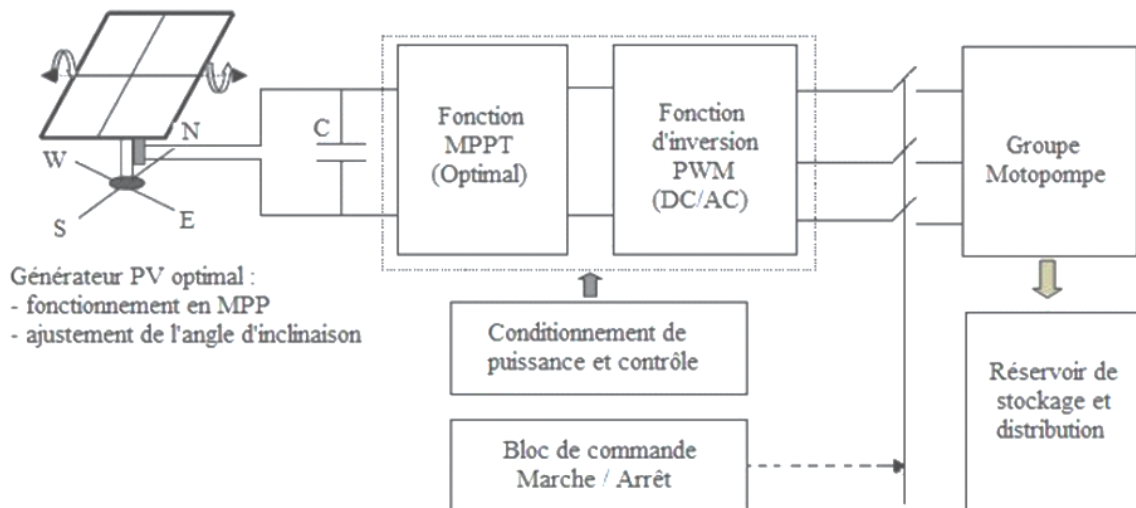 N
W
S
E
Générateur PV optimal :
- fonctionnement en MPP
- ajustement de l'angle d'inclinaison
C
Fonction
MPPT
(Optimal)
Fonction
d'inversion
PWM
(DC/AC)
Groupe
Motopompe
Conditionnement de
puissance et contrôle
Bloc de commande
Marche / Arrêt
Réservoir de
stockage et
distribution